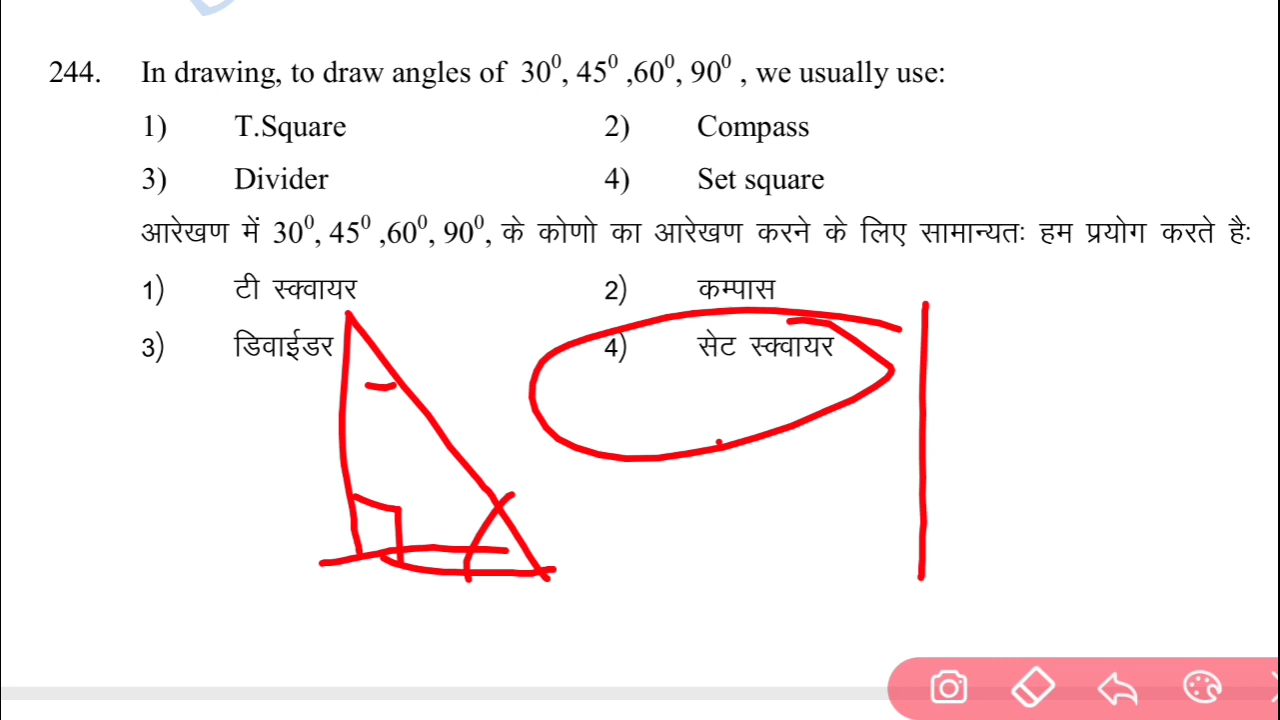 244. In drawing, to draw angles of 30⁰, 45⁰ ,60⁰, 90⁰ , we usually use:
1) T.Square 2) Compass
3) Divider 4) Set square
आरेखण में 30⁰, 45⁰ ,60⁰, 90⁰, के कोणो का आरेखण करने के लिए सामान्यतः हम प्रयोग करते हैः
1) टी स्क्वायर 2) कम्पास
3) डिवाईडर 4) सेट स्क्वायर